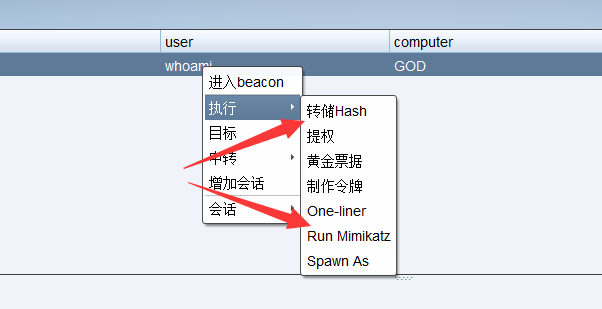 user computer
whoami GOD
进入beacon
执行
目标
中转
增加会话
会话
转储Hash
提权
黄金票据
制作令牌
One-liner
Run Mimikatz
Spawn As